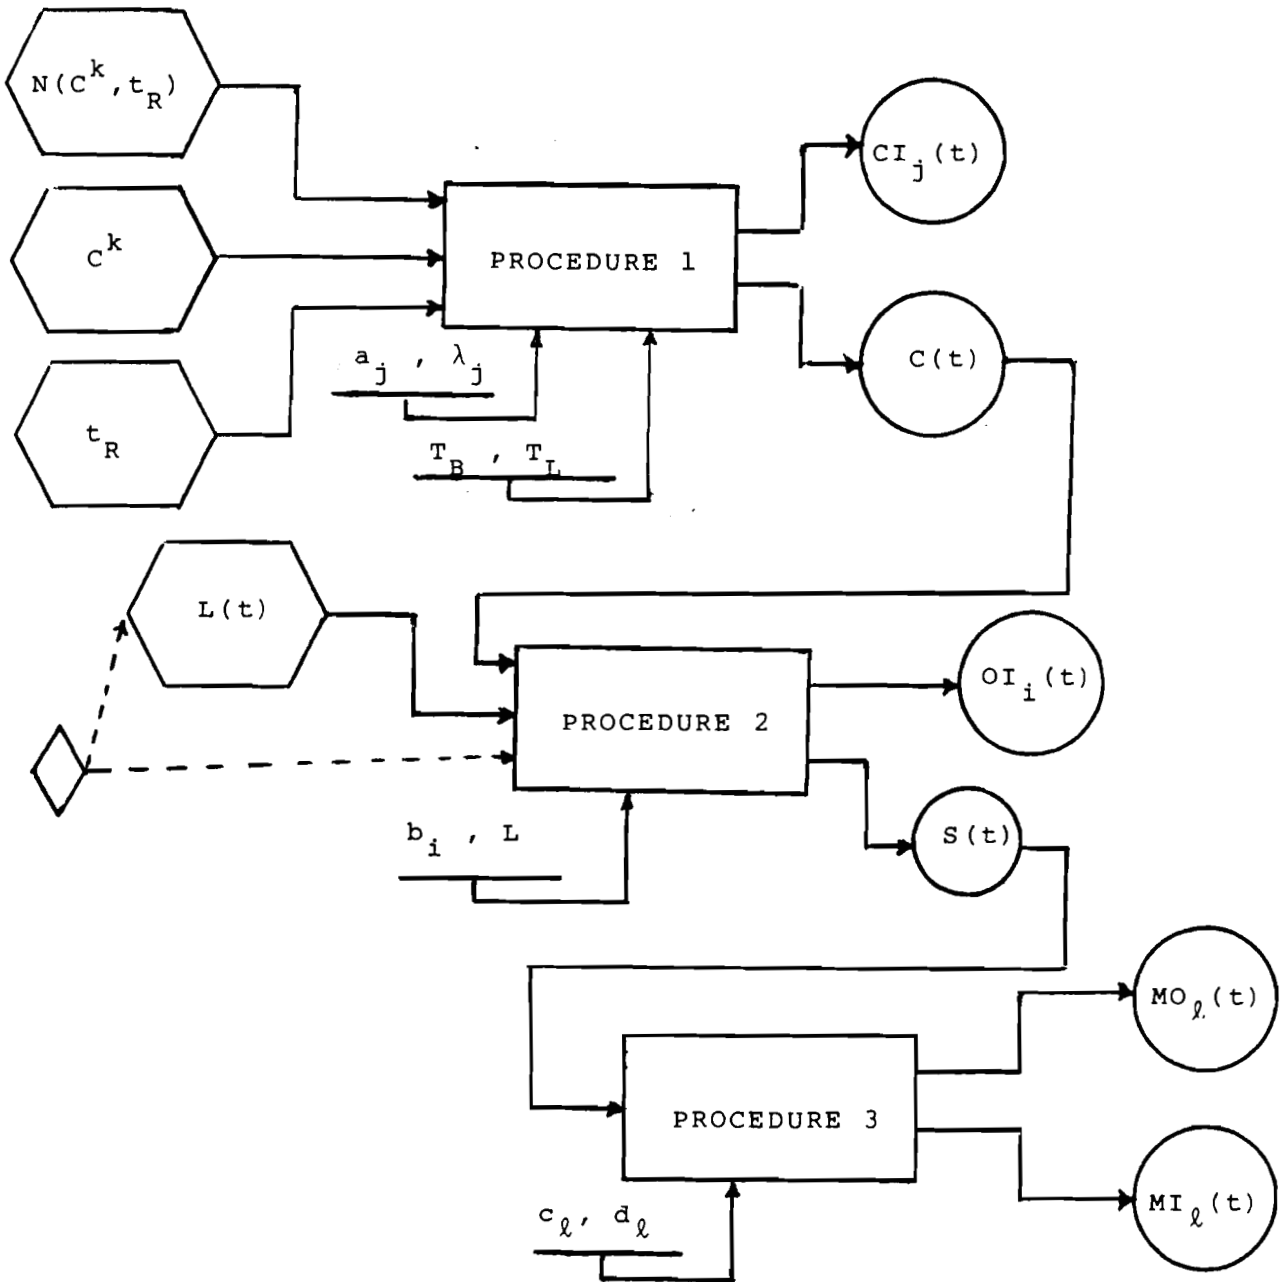 N(C^k, t_R)
C^k
t_R
PROCEDURE 1
CI_j(t)
C(t)
a_j , λ_j
T_B , T_L
L(t)
PROCEDURE 2
OI_i(t)
S(t)
b_i , L
PROCEDURE 3
MO_ℓ(t)
MI_ℓ(t)
c_ℓ, d_ℓ